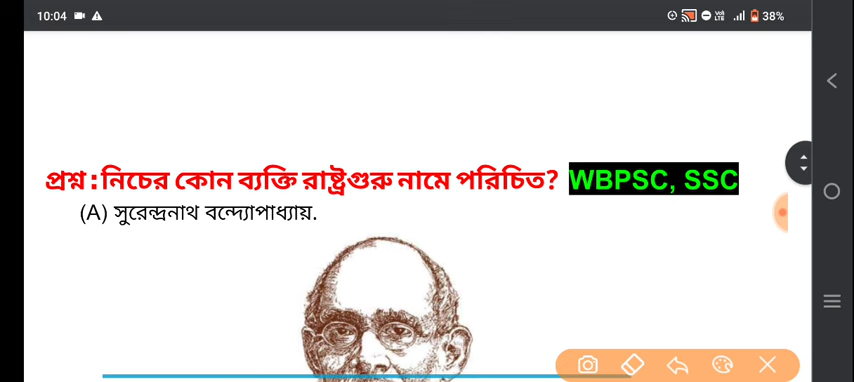 10:04 38%
প্রশ্ন : নিচের কোন ব্যক্তি রাষ্ট্রগুরু নামে পরিচিত? WBPSC, SSC
(A) সুরেন্দ্রনাথ বন্দ্যোপাধ্যায়.